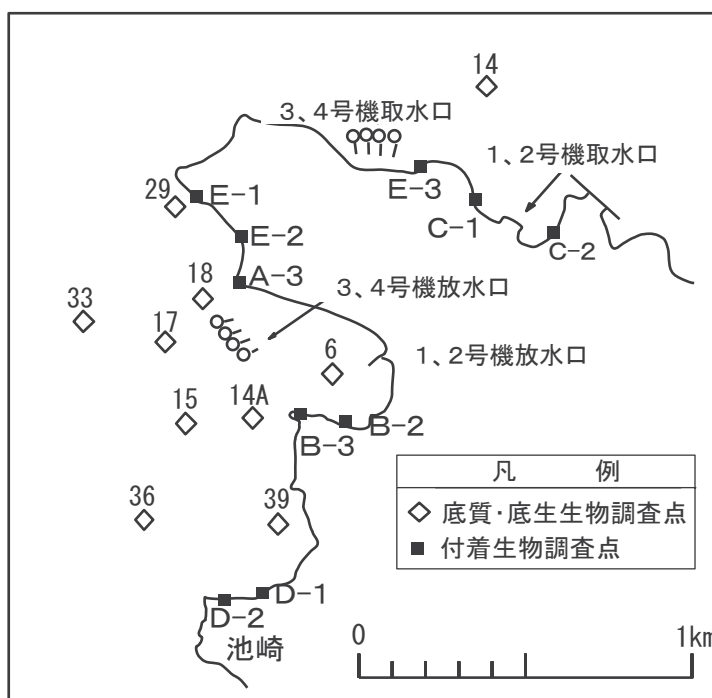 14
3、4号機取水口
1、2号機取水口
E-3
E-1
29
C-1
E-2
C-2
A-3
18
3、4号機放水口
33
17
6
1、2号機放水口
15
14A
B-2
B-3
凡 例
36
39
底質・底生生物調査点
付着生物調査点
D-1
D-2
池崎
0
1km